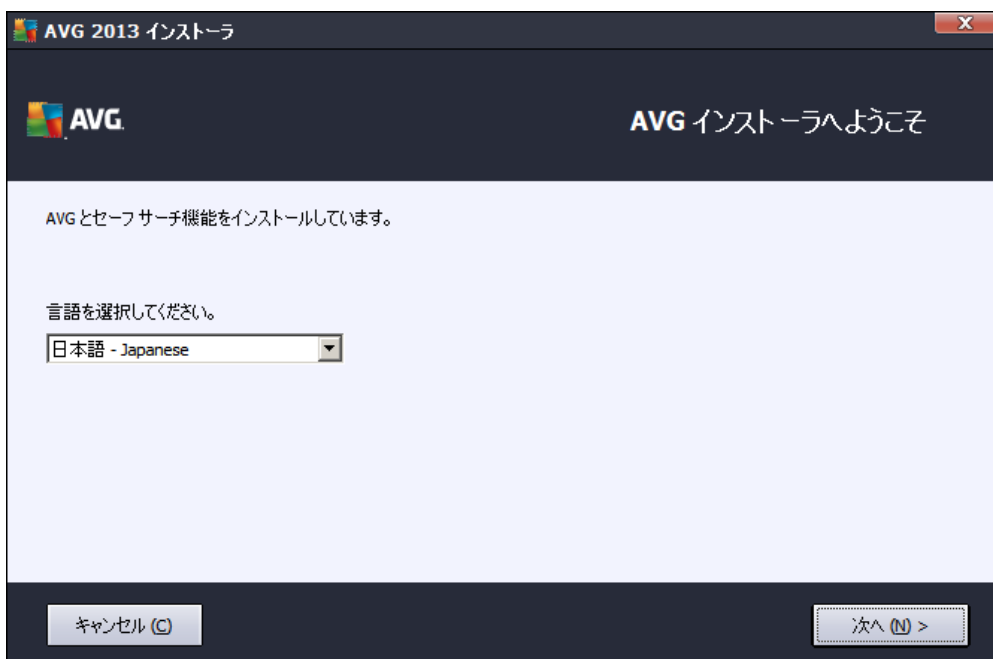 AVG 2013 インストーラ
X
AVG.
AVG インストーラへようこそ
AVG とセーフ サーチ機能をインストールしています。
言語を選択してください。
日本語 - Japanese
キャンセル (C)
次へ (N) >